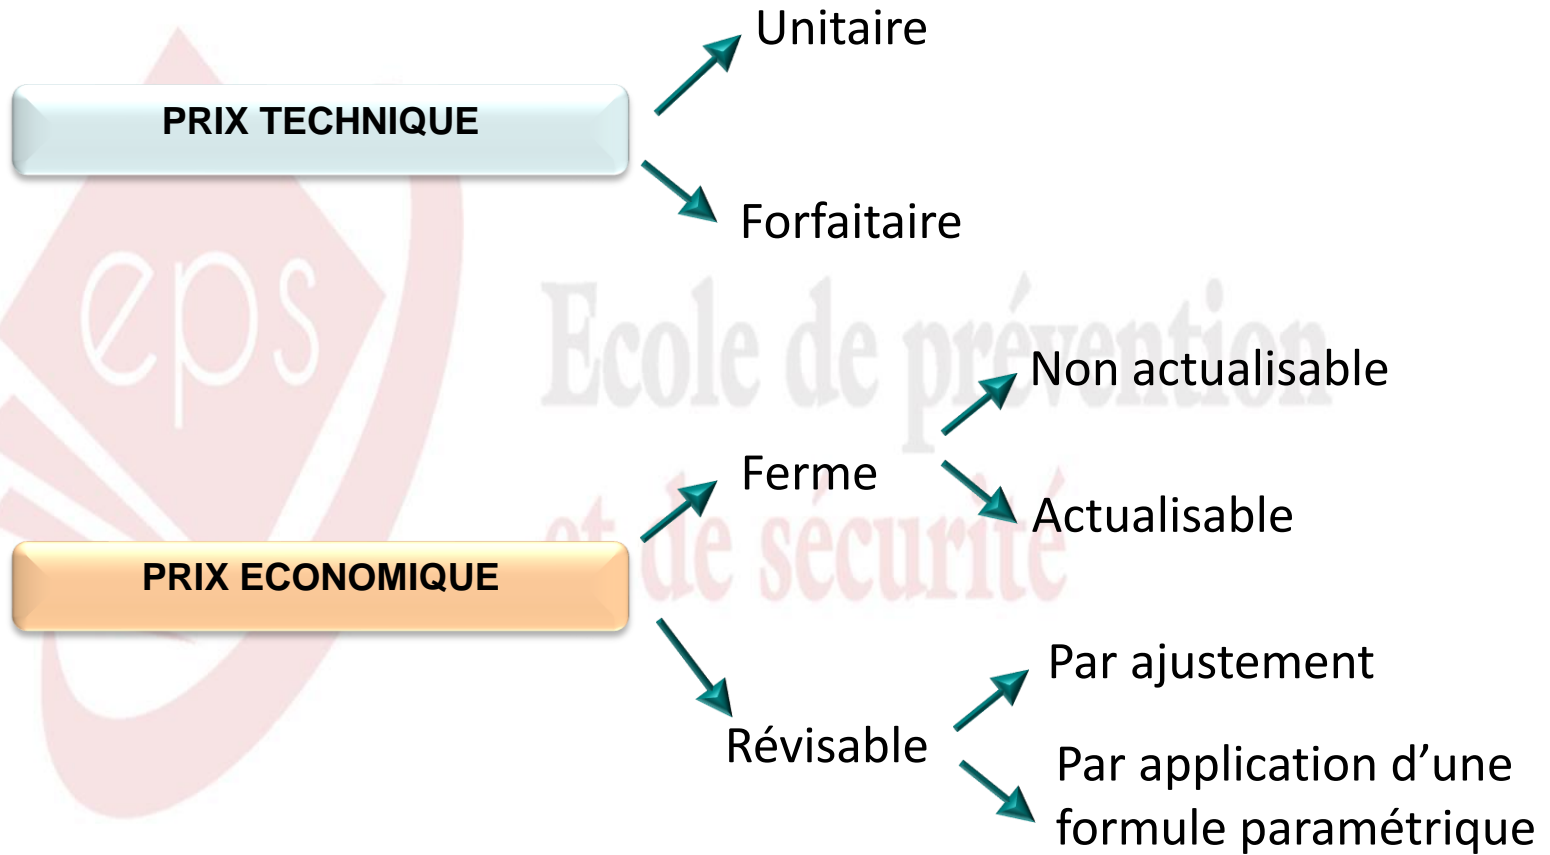 Unitaire
PRIX TECHNIQUE
Forfaitaire
eps
Ecole de prévention
et de sécurité
Non actualisable
Ferme
Actualisable
PRIX ECONOMIQUE
Par ajustement
Révisable
Par application d’une
formule paramétrique